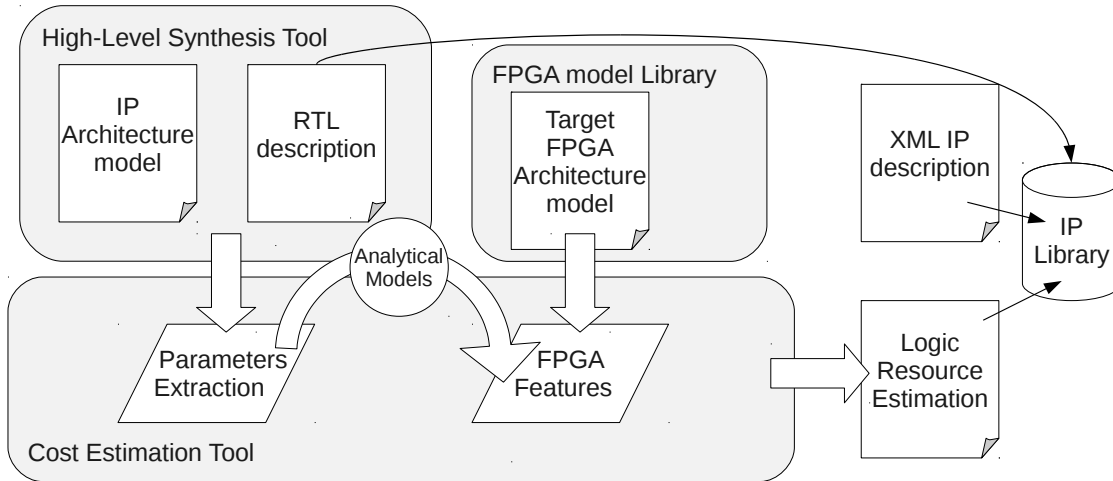 High-Level Synthesis Tool
IP
Architecture
model
RTL
description
FPGA model Library
Target
FPGA
Architecture
model
XML IP
description
IP
Library
Analytical
Models
Parameters
Extraction
FPGA
Features
Logic
Resource
Estimation
Cost Estimation Tool